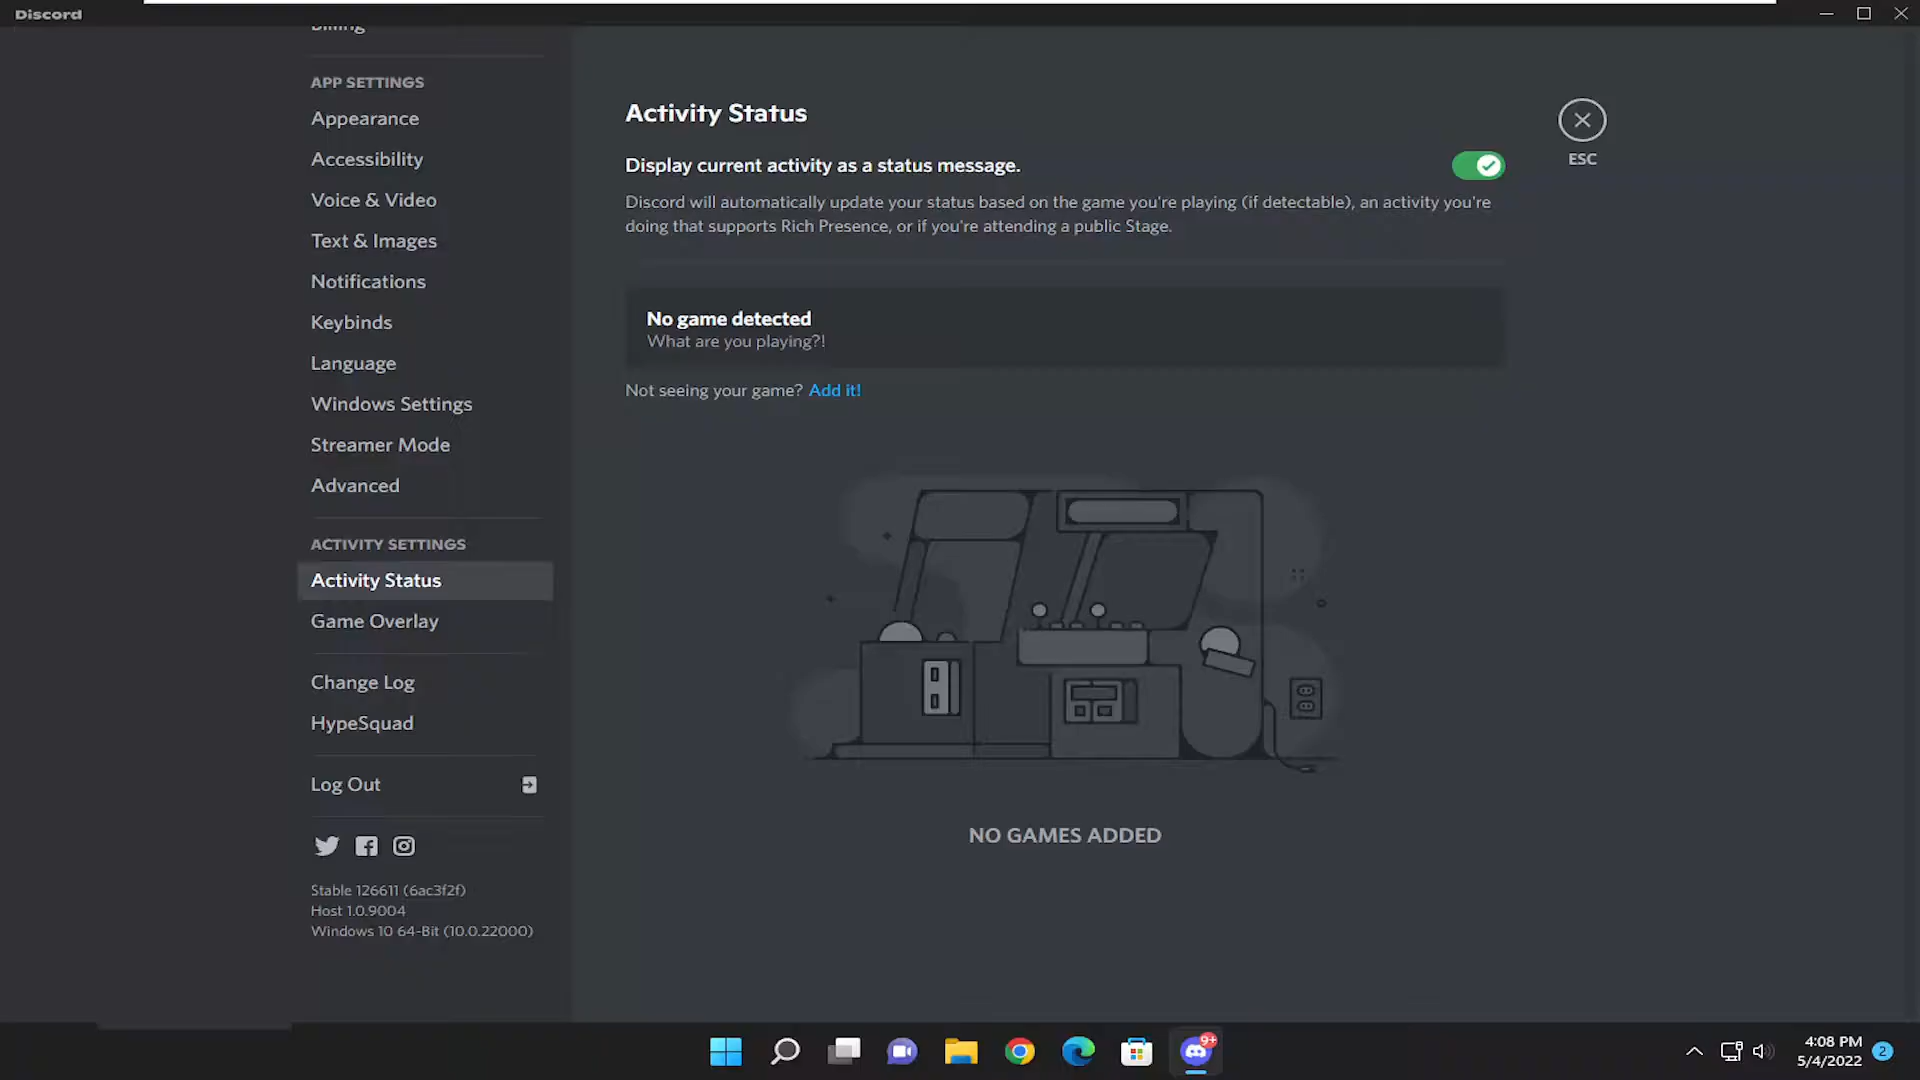 Discord
Billing
APP SETTINGS
Appearance
Accessibility
Voice & Video
Text & Images
Notifications
Keybinds
Language
Windows Settings
Streamer Mode
Advanced
ACTIVITY SETTINGS
Activity Status
Game Overlay
Change Log
HypeSquad
Log Out
Stable 126611 (6ac3f2f)
Host 1.0.9004
Windows 10 64-Bit (10.0.22000)
Activity Status
Display current activity as a status message.
Discord will automatically update your status based on the game you're playing (if detectable), an activity you're
doing that supports Rich Presence, or if you're attending a public Stage.
No game detected
What are you playing?!
Not seeing your game? Add it!
NO GAMES ADDED
ESC
9+
4:08 PM
5/4/2022
2